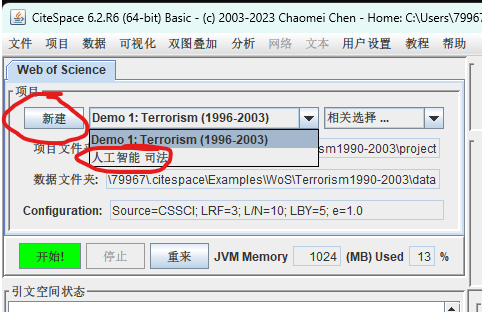 CiteSpace 6.2.R6 (64-bit) Basic - (c) 2003-2023 Chaomei Chen - Home: C:\Users\79967
文件 项目 数据 可视化 双图叠加 分析 网络 文本 用户设置 教程 帮助
Web of Science
项目
新建 Demo 1: Terrorism (1996-2003) 相关选择 ...
Demo 1: Terrorism (1996-2003)
项目文件夹 rism1990-2003\project
人工智能 司法
数据文件夹: \79967\.citespace\Examples\WoS\Terrorism1990-2003\data
Configuration: Source=CSSCI; LRF=3; L/N=10; LBY=5; e=1.0
开始! 停止 重来 JVM Memory 1024 (MB) Used 13 %
引文空间状态